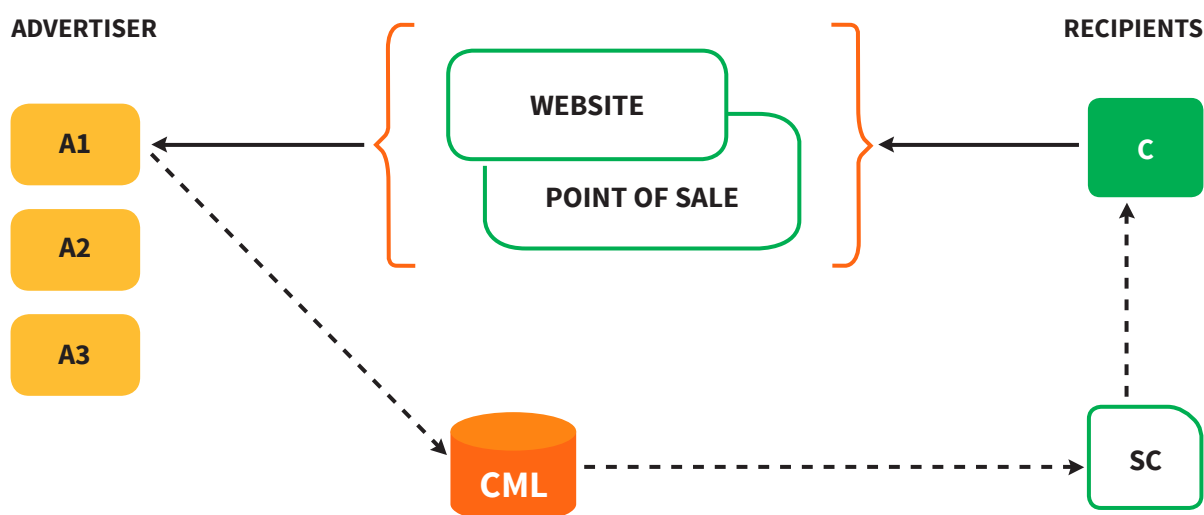 ADVERTISER
RECIPIENTS
WEBSITE
A1
C
POINT OF SALE
A2
A3
SC
CML